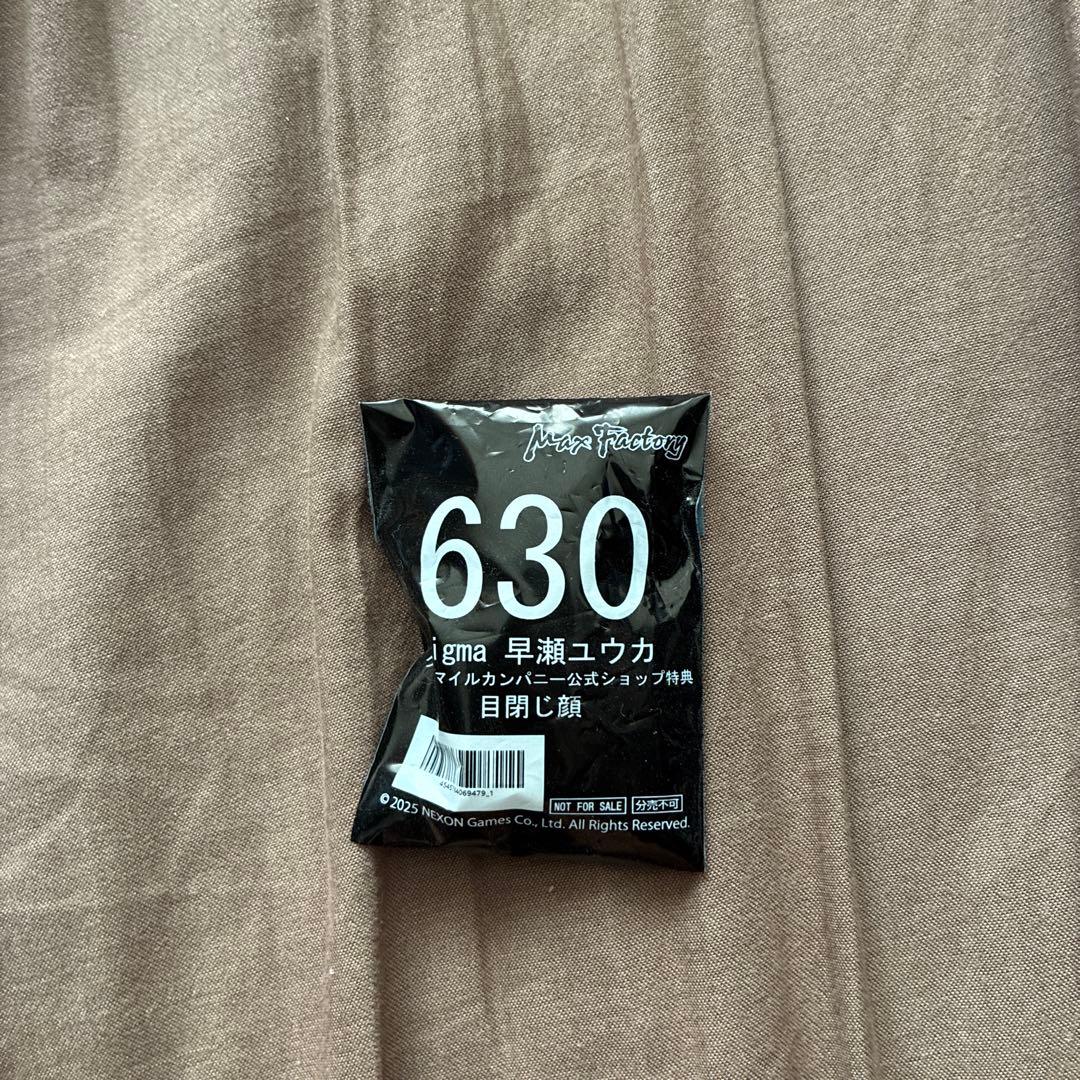 Max Factory
630
igma 早瀬ユウカ
マイルカンパニー公式ショップ特典
目閉じ顔
NOT FOR SALE 分売不可
© 2025 NEXON Games Co., Ltd. All Rights Reserved.